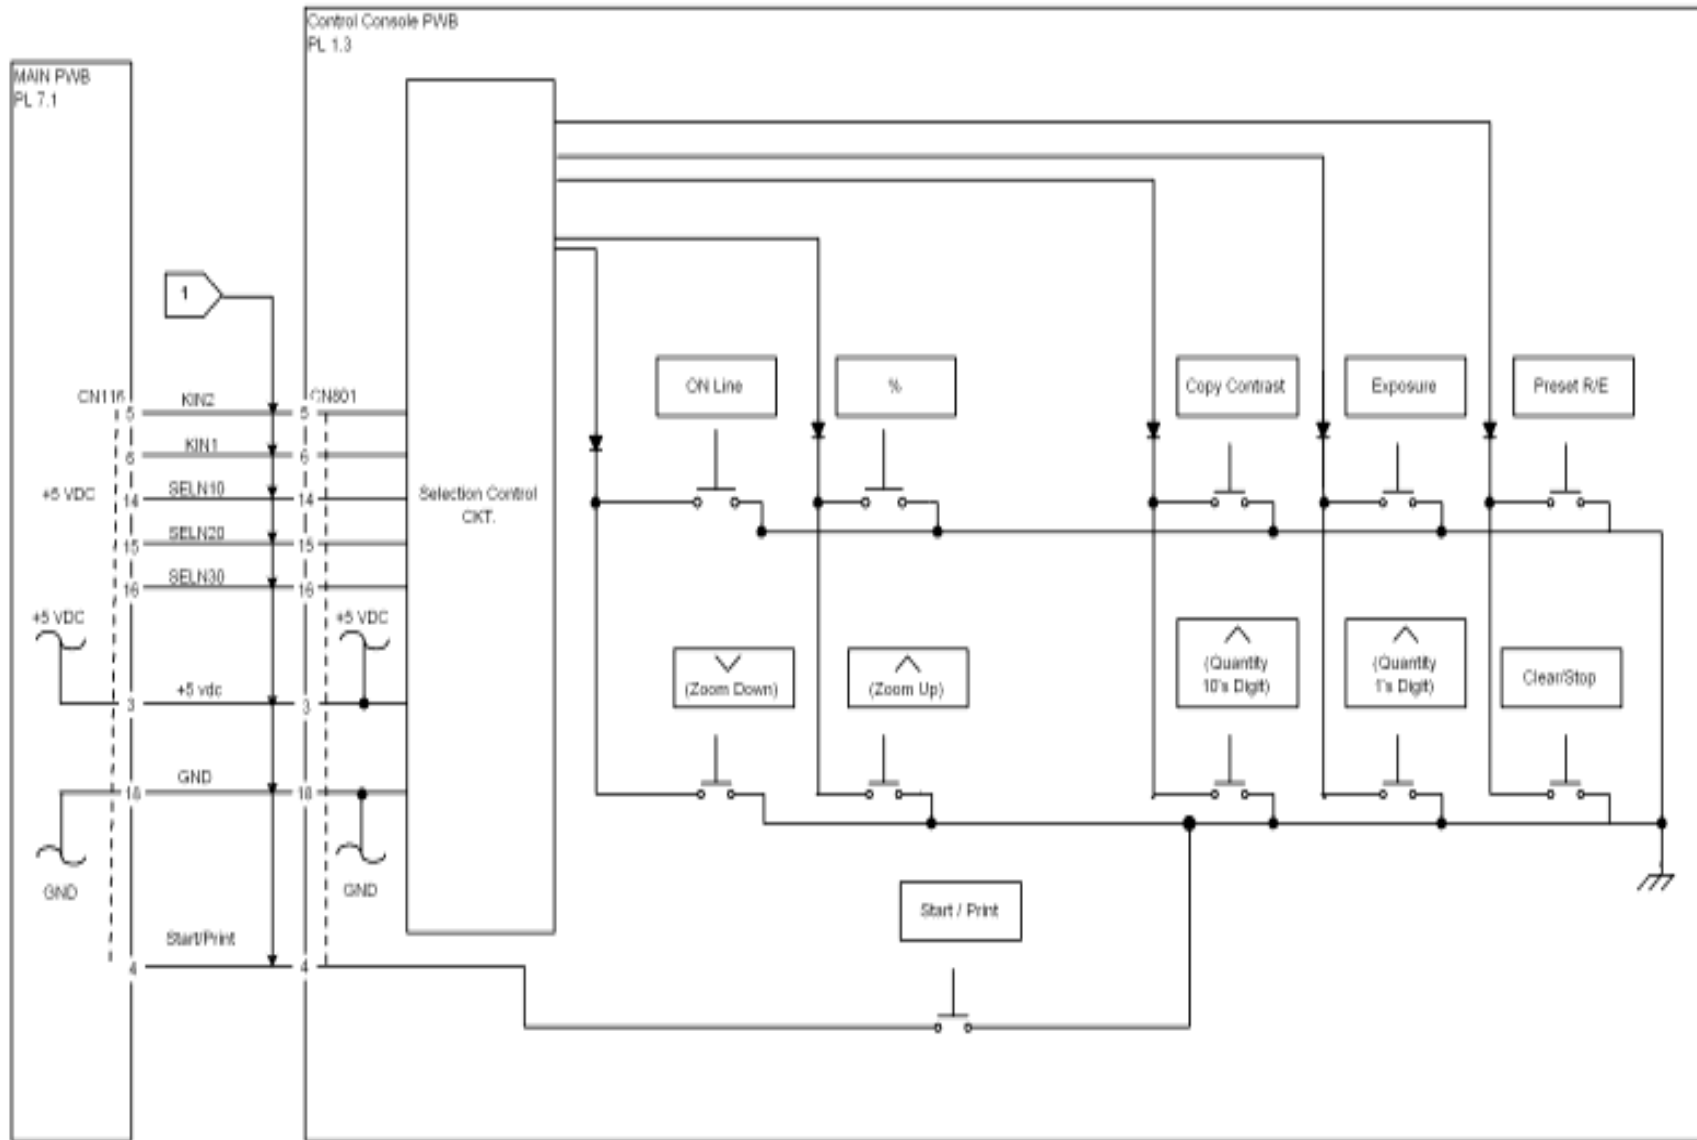 Control Console PWB
PL 1.3
MAIN PWB
PL 7.1
1
ON Line
%
Copy Contrast
Exposure
Preset R/E
CN116
KIN2
CN801
5
5
6
KIN1
6
+5 VDC
14
SELN10
14
Selection Control
CKT.
15
SELN20
15
16
SELN30
16
+5 VDC
+5 VDC
(Zoom Down)
(Zoom Up)
(Quantity
10's Digit)
(Quantity
1's Digit)
Clear/Stop
3
+5 vdc
3
18
GND
18
GND
GND
Start / Print
Start/Print
4
4